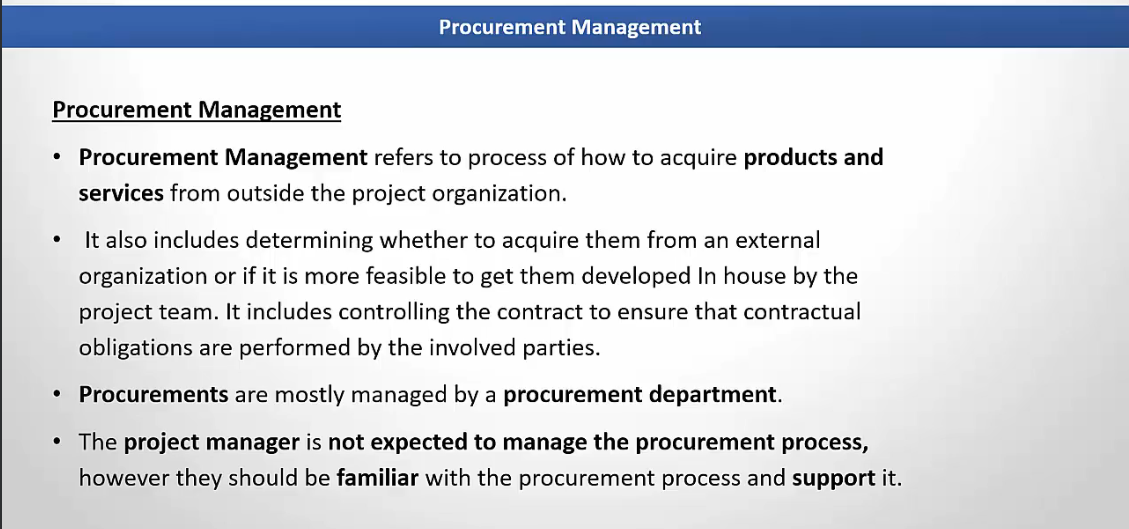 Procurement Management
Procurement Management
• Procurement Management refers to process of how to acquire products and
services from outside the project organization.
• It also includes determining whether to acquire them from an external
organization or if it is more feasible to get them developed In house by the
project team. It includes controlling the contract to ensure that contractual
obligations are performed by the involved parties.
• Procurements are mostly managed by a procurement department.
• The project manager is not expected to manage the procurement process,
however they should be familiar with the procurement process and support it.